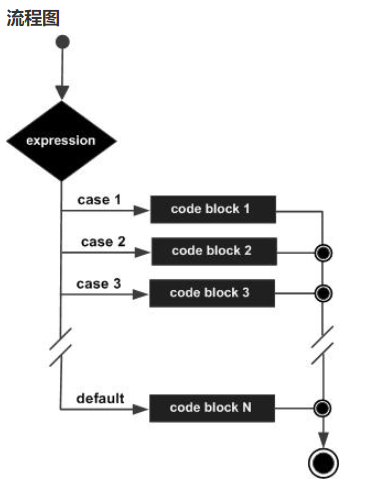 流程图
expression
case 1
code block 1
case 2
code block 2
case 3
code block 3
default
code block N